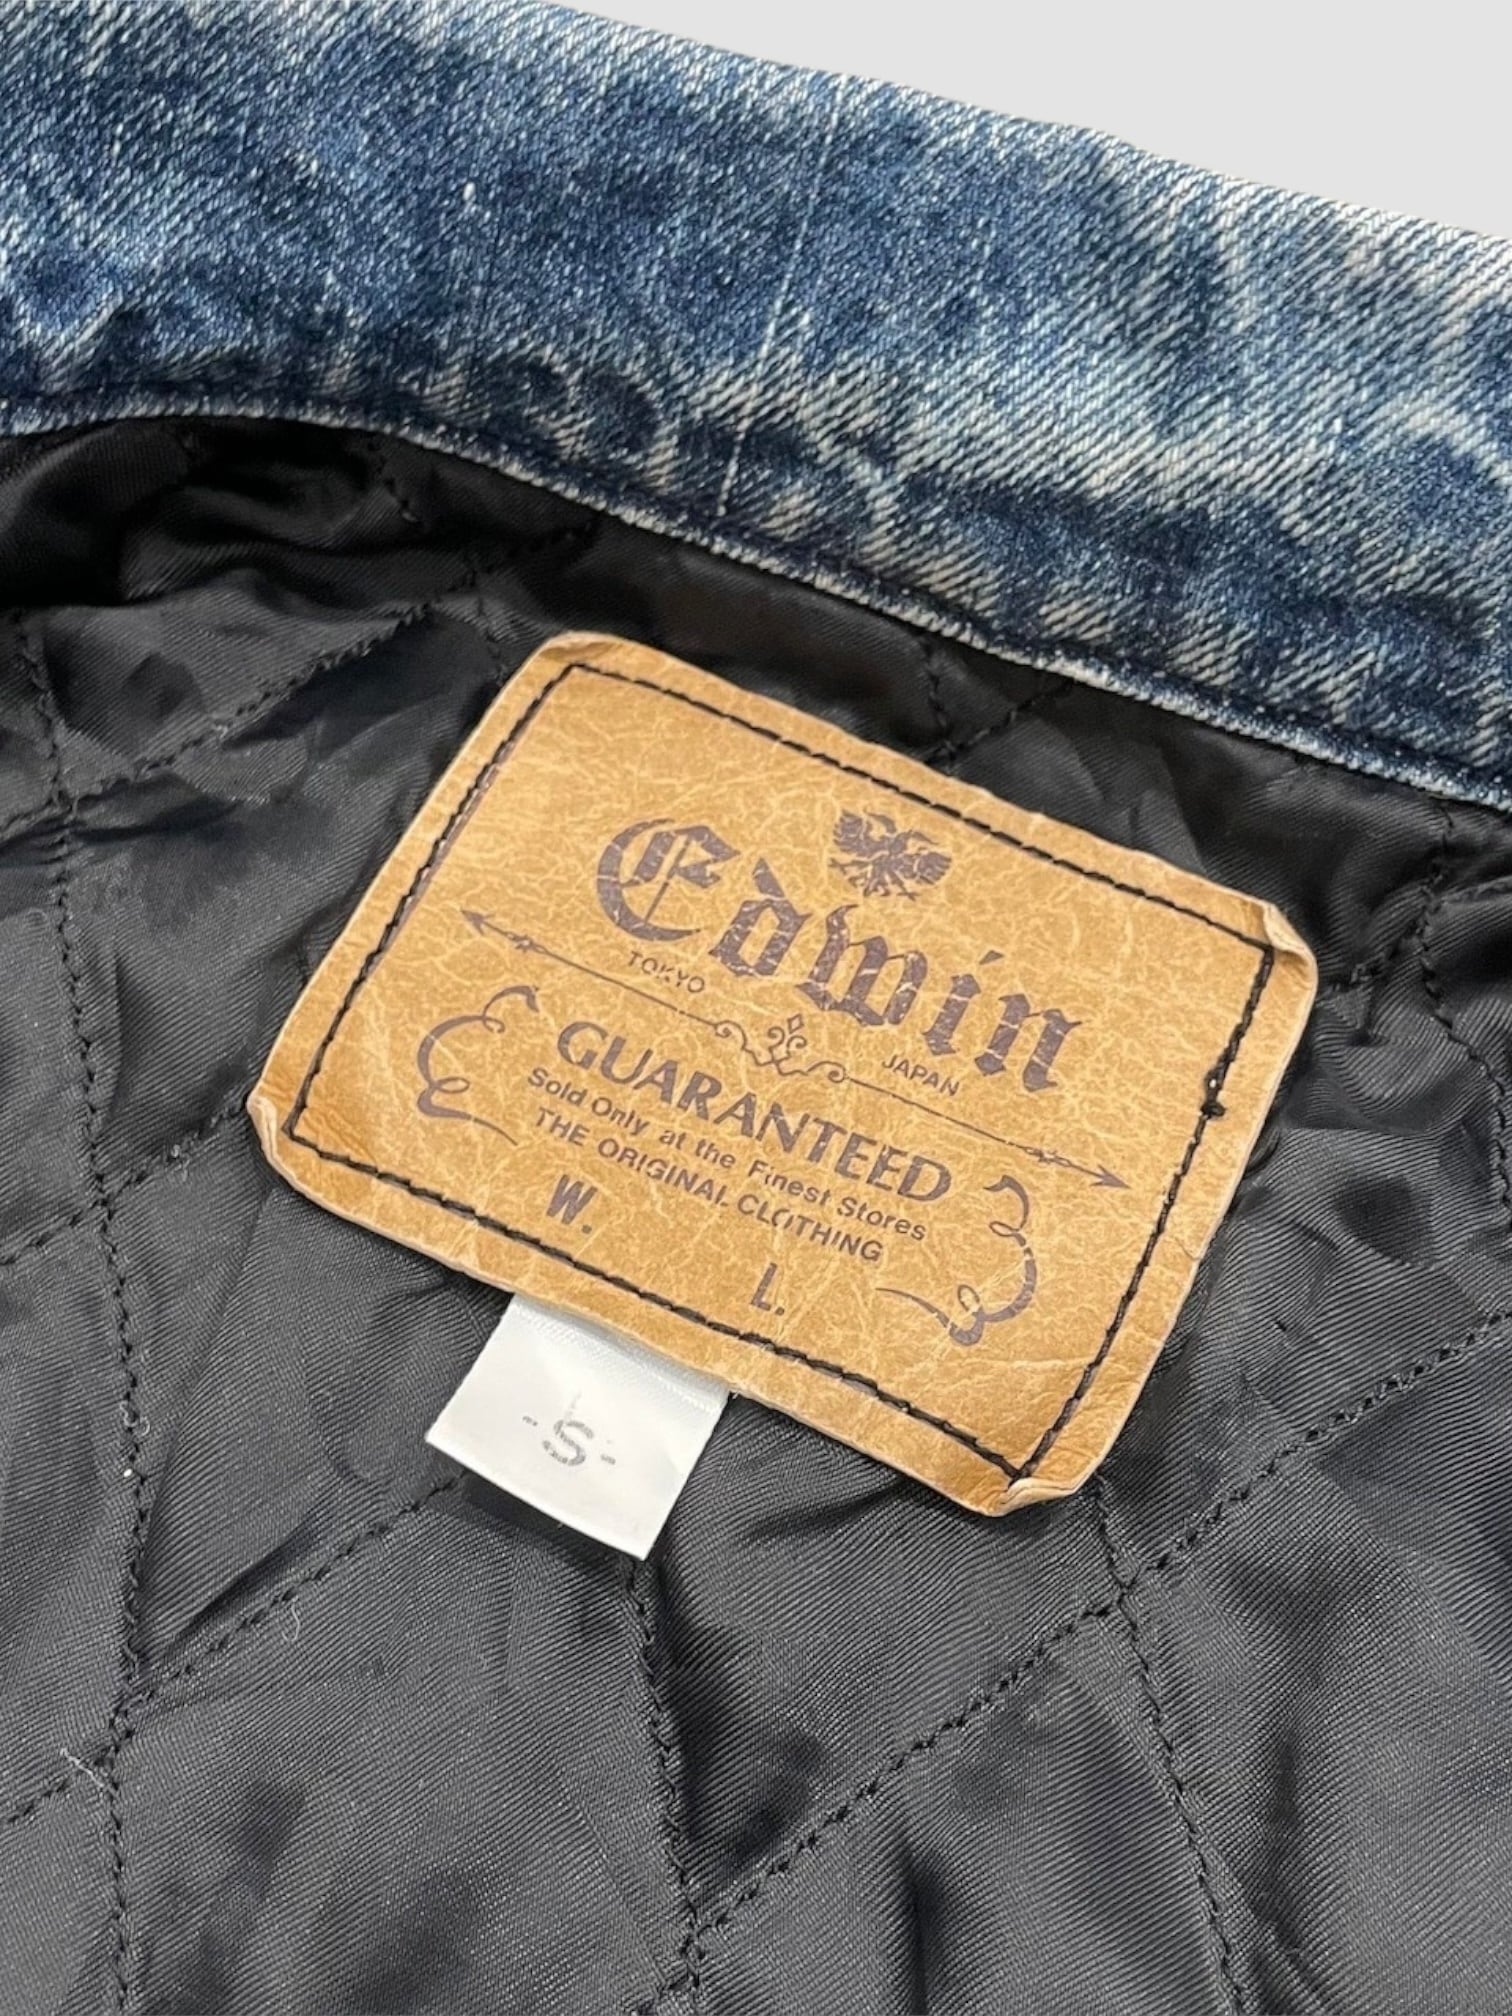 Edwin
TOKYO
JAPAN
GUARANTEED
Sold Only at the Finest Stores
THE ORIGINAL CLOTHING
W.
L.
S